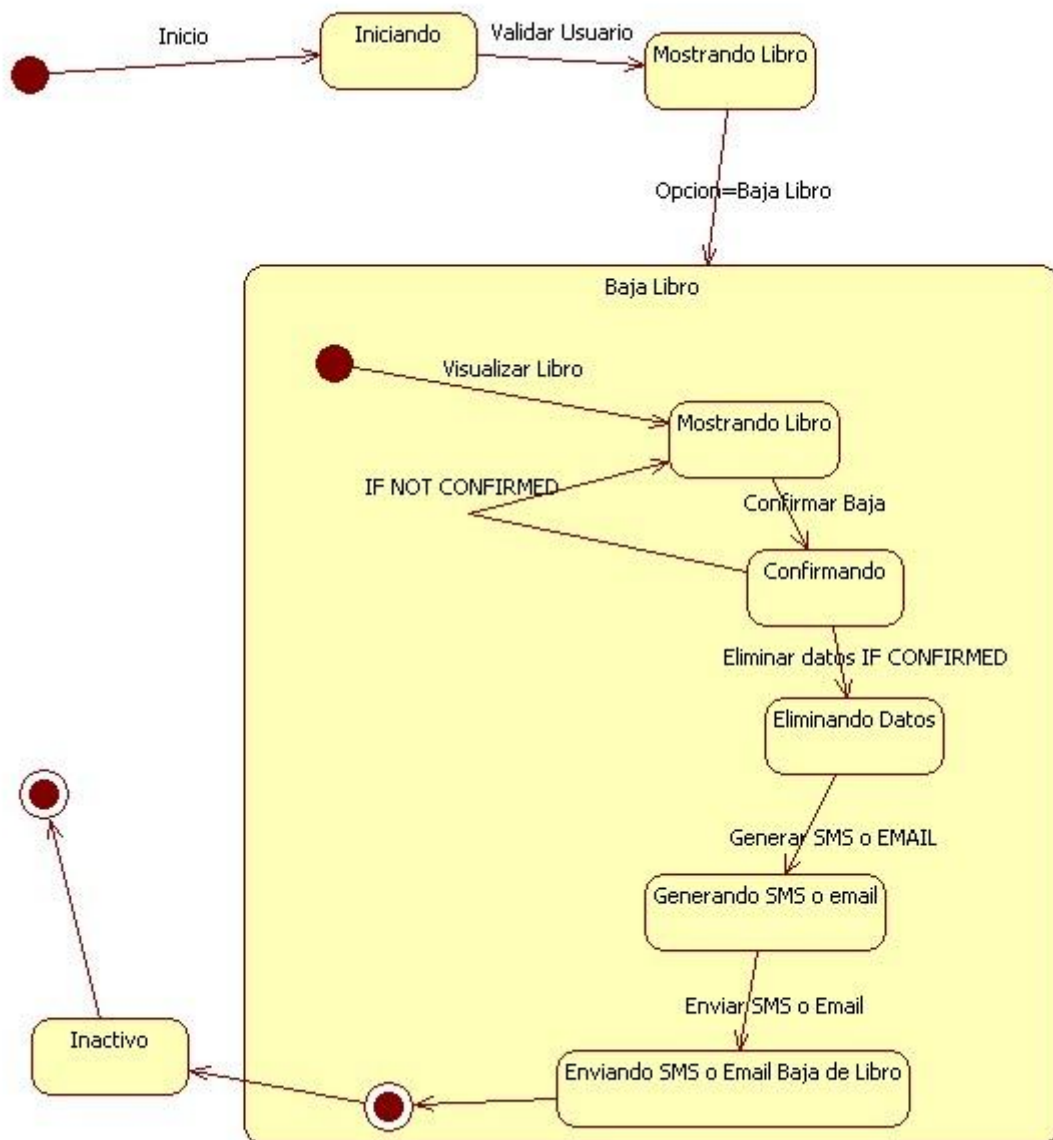 Inicio
Iniciando
Validar Usuario
Mostrando Libro
Opcion=Baja Libro
Baja Libro
Visualizar Libro
Mostrando Libro
IF NOT CONFIRMED
Confirmar Baja
Confirmando
Eliminar datos IF CONFIRMED
Eliminando Datos
Generar SMS o EMAIL
Generando SMS o email
Enviar SMS o Email
Enviando SMS o Email Baja de Libro
Inactivo